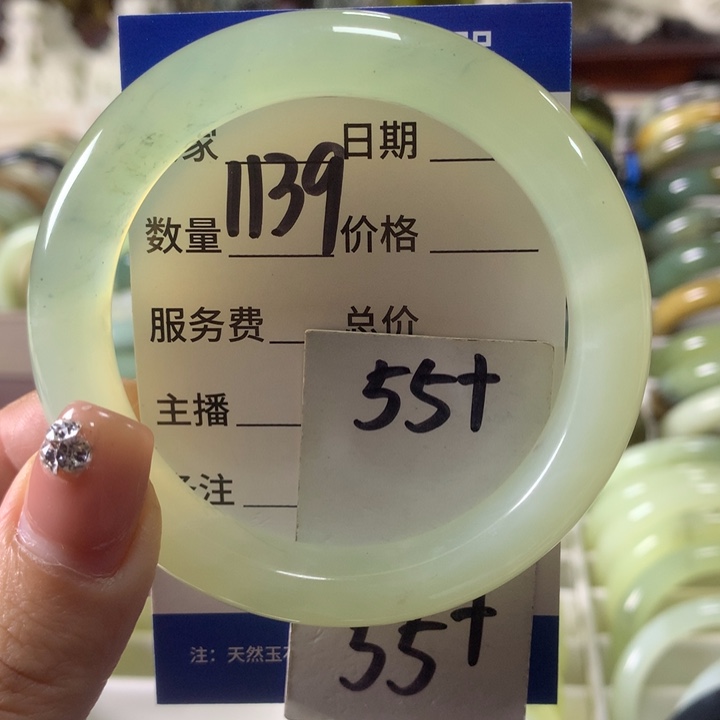 家 日期
1139
数量 价格
服务费 总价
55+
主播
注
55+
注：天然玉